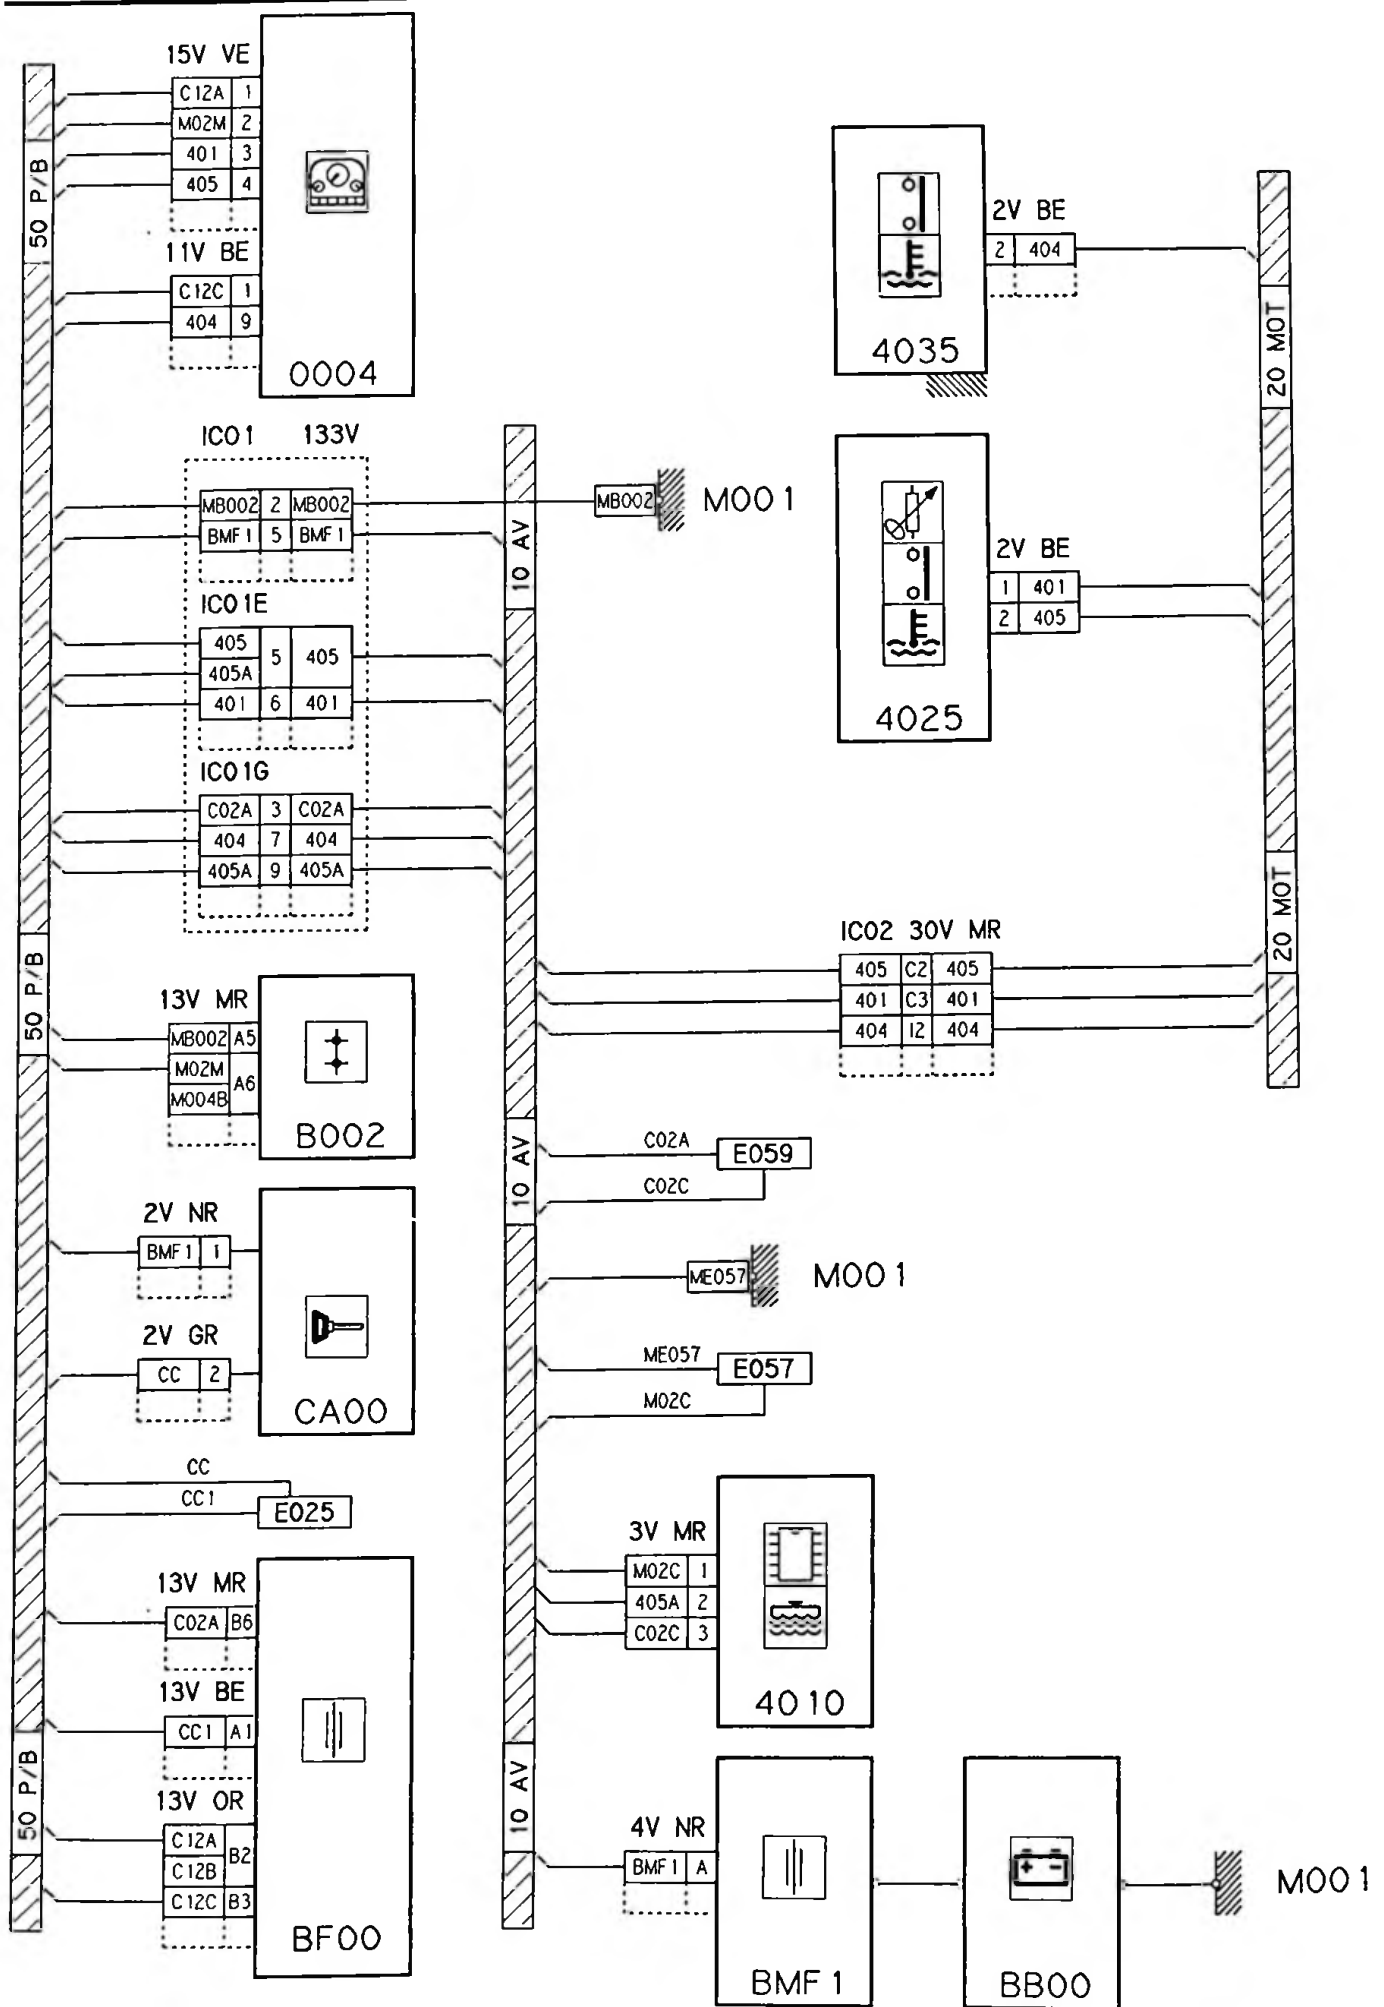 15V VE
C12A 1
M02M 2
401 3
405 4
11V BE
C12C 1
404 9
0004
50 P/B
2V BE
2 404
4035
20 MOT
IC01 133V
MB002 2 MB002
BMF1 5 BMF1
IC01E
405 5 405
405A
401 6 401
IC01G
C02A 3 C02A
404 7 404
405A 9 405A
10 AV
MB002 M001
2V BE
1 401
2 405
4025
20 MOT
IC02 30V MR
405 C2 405
401 C3 401
404 I2 404
50 P/B
13V MR
MB002 A5
M02M A6
M004B
B002
10 AV
C02A E059
C02C
2V NR
BMF1 1
2V GR
CC 2
CA00
ME057 M001
ME057 E057
M02C
CC
CC1 E025
3V MR
M02C 1
405A 2
C02C 3
4010
13V MR
C02A B6
13V BE
CC1 A1
13V OR
C12A B2
C12B
C12C B3
BF00
50 P/B
10 AV
4V NR
BMF1 A
BMF1
BB00
M001